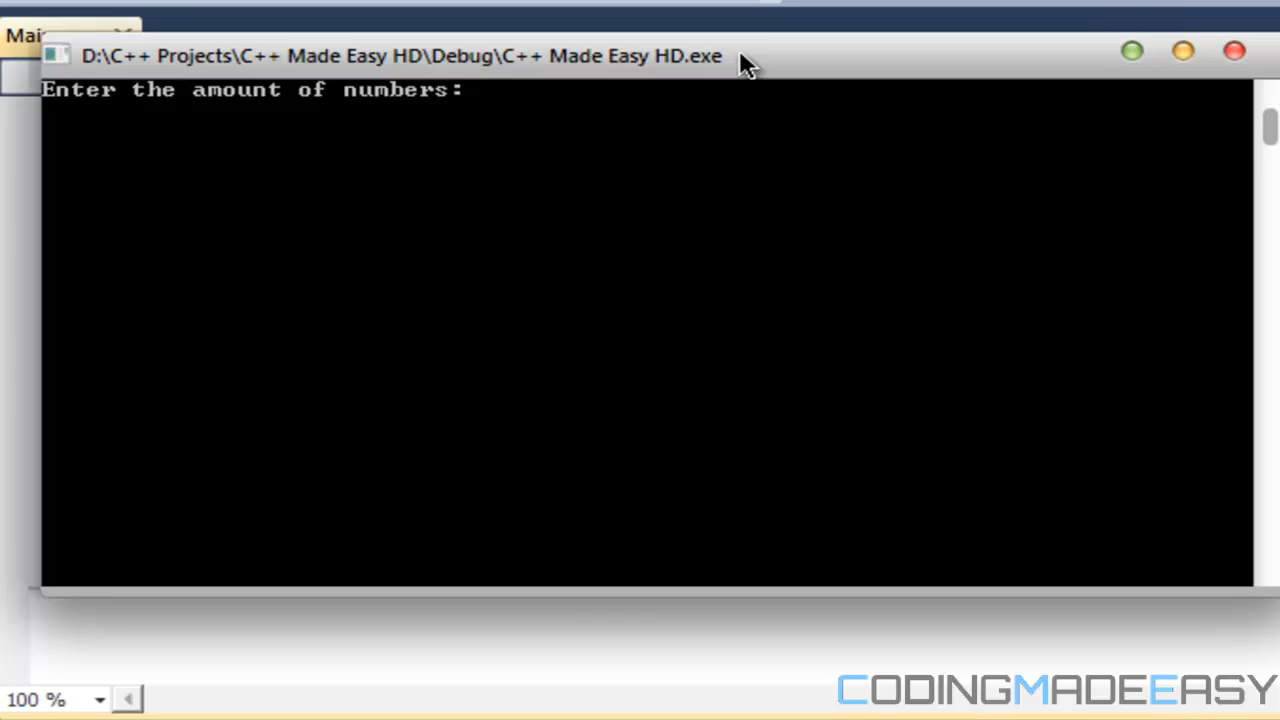 Mai
D:\C++ Projects\C++ Made Easy HD\Debug\C++ Made Easy HD.exe
Enter the amount of numbers:
100 %
CODINGMADEEASY